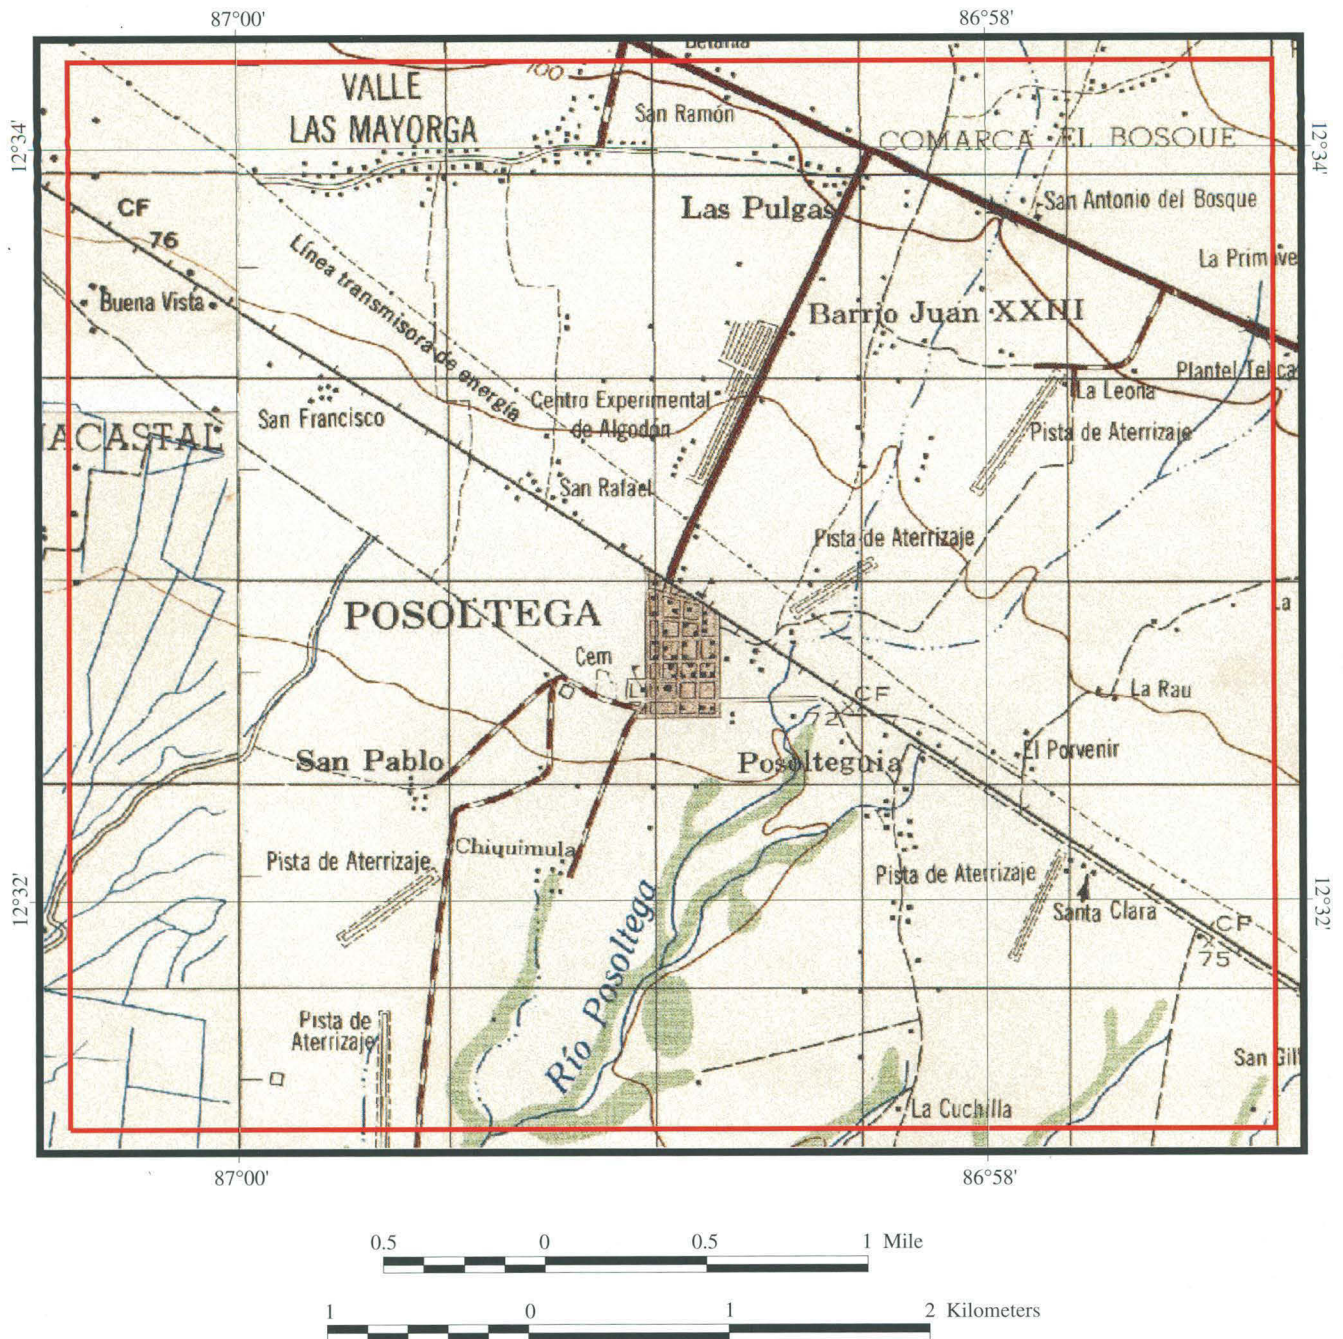 87°00'
86°58'
Betania
100
VALLE
LAS MAYORGA
San Ramón
COMARCA EL BOSQUE
12°34'
12°34'
San Antonio del Bosque
CF
76
Las Pulgas
La Primave
Línea transmisora de energía
Buena Vista
Barrio Juan XXIII
Plantel Telica
La Leona
San Francisco
Centro Experimental
de Algodón
ACASTAL
Pista de Aterrizaje
San Rafael
Pista de Aterrizaje
POSOLTEGA
La
Cem
La Rau
CF
72
San Pablo
Posolteguia
El Porvenir
Chiquimula
Pista de Aterrizaje
Pista de Aterrizaje
12°32'
12°32'
Santa Clara
CF
75
Río Posoltega
Pista de
Aterrizaje
San Gil
La Cuchilla
87°00'
86°58'
0.5 0 0.5 1 Mile
1 0 1 2 Kilometers